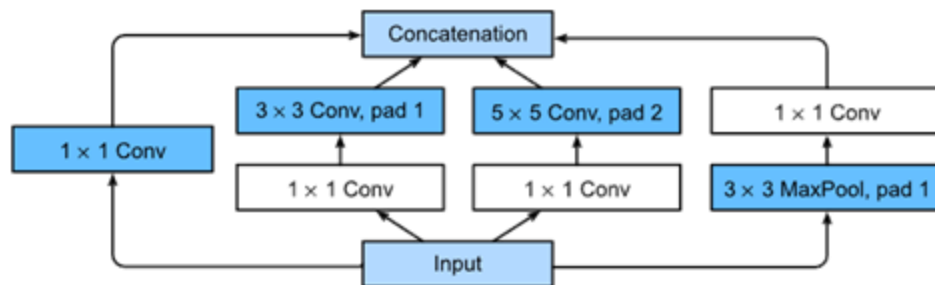 Concatenation
3 × 3 Conv, pad 1
5 × 5 Conv, pad 2
1 × 1 Conv
1 × 1 Conv
1 × 1 Conv
1 × 1 Conv
3 × 3 MaxPool, pad 1
Input